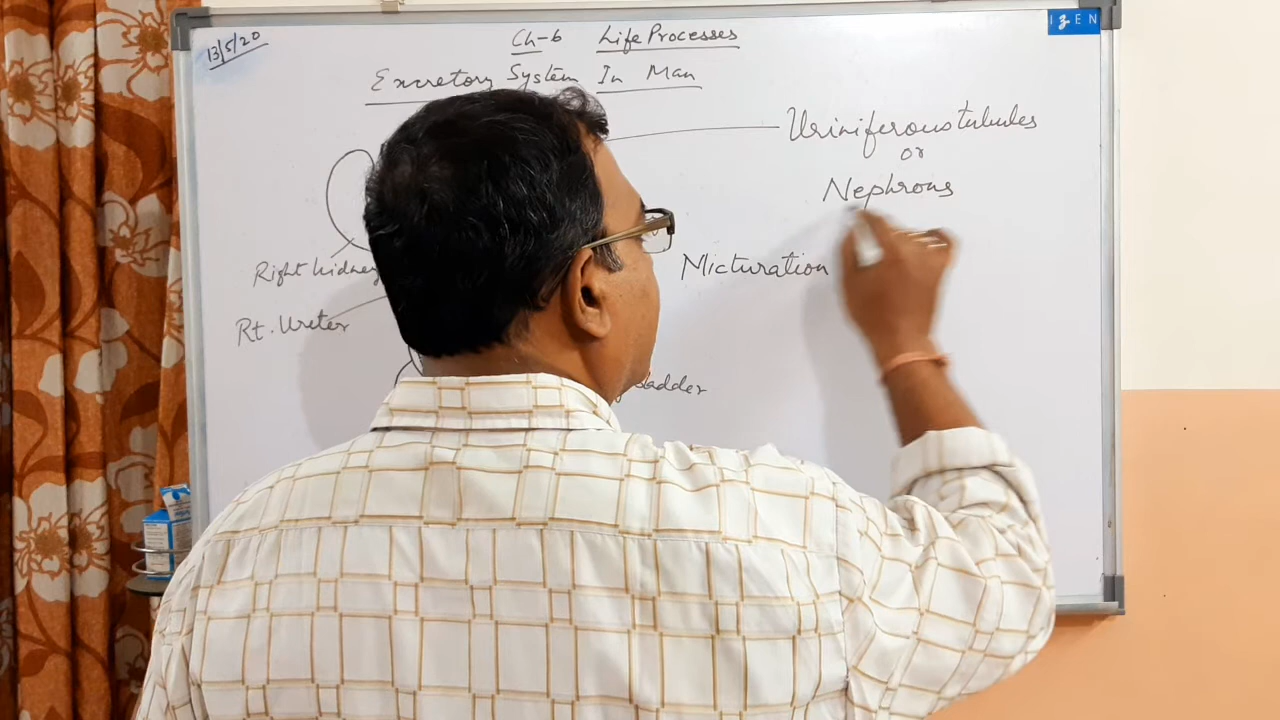 13/5/20
Ch-6 Life Processes
Excretory System In Man
Uriniferous tubules
or
Nephrons
Right kidney
Micturation
Rt. Ureter
IZEN